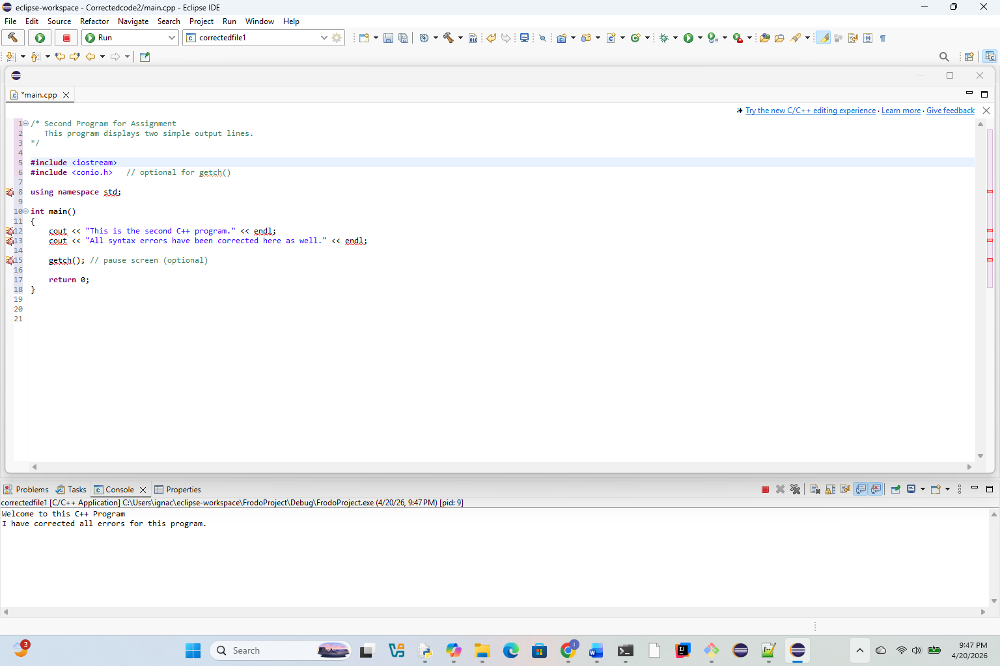 eclipse-workspace - Correctedcode2/main.cpp - Eclipse IDE
File Edit Source Refactor Navigate Search Project Run Window Help
Run correctedfile1
*main.cpp
Try the new C/C++ editing experience · Learn more · Give feedback
1 /* Second Program for Assignment
2    This program displays two simple output lines.
3 */
4
5 #include <iostream>
6 #include <conio.h>   // optional for getch()
7
8 using namespace std;
9
10 int main()
11 {
12     cout << "This is the second C++ program." << endl;
13     cout << "All syntax errors have been corrected here as well." << endl;
14
15     getch(); // pause screen (optional)
16
17     return 0;
18 }
19
20
21
Problems Tasks Console Properties
correctedfile1 [C/C++ Application] C:\Users\ignac\eclipse-workspace\FrodoProject\Debug\FrodoProject.exe (4/20/26, 9:47 PM) [pid: 9]
Welcome to this C++ Program
I have corrected all errors for this program.
3
Search
9:47 PM
4/20/2026